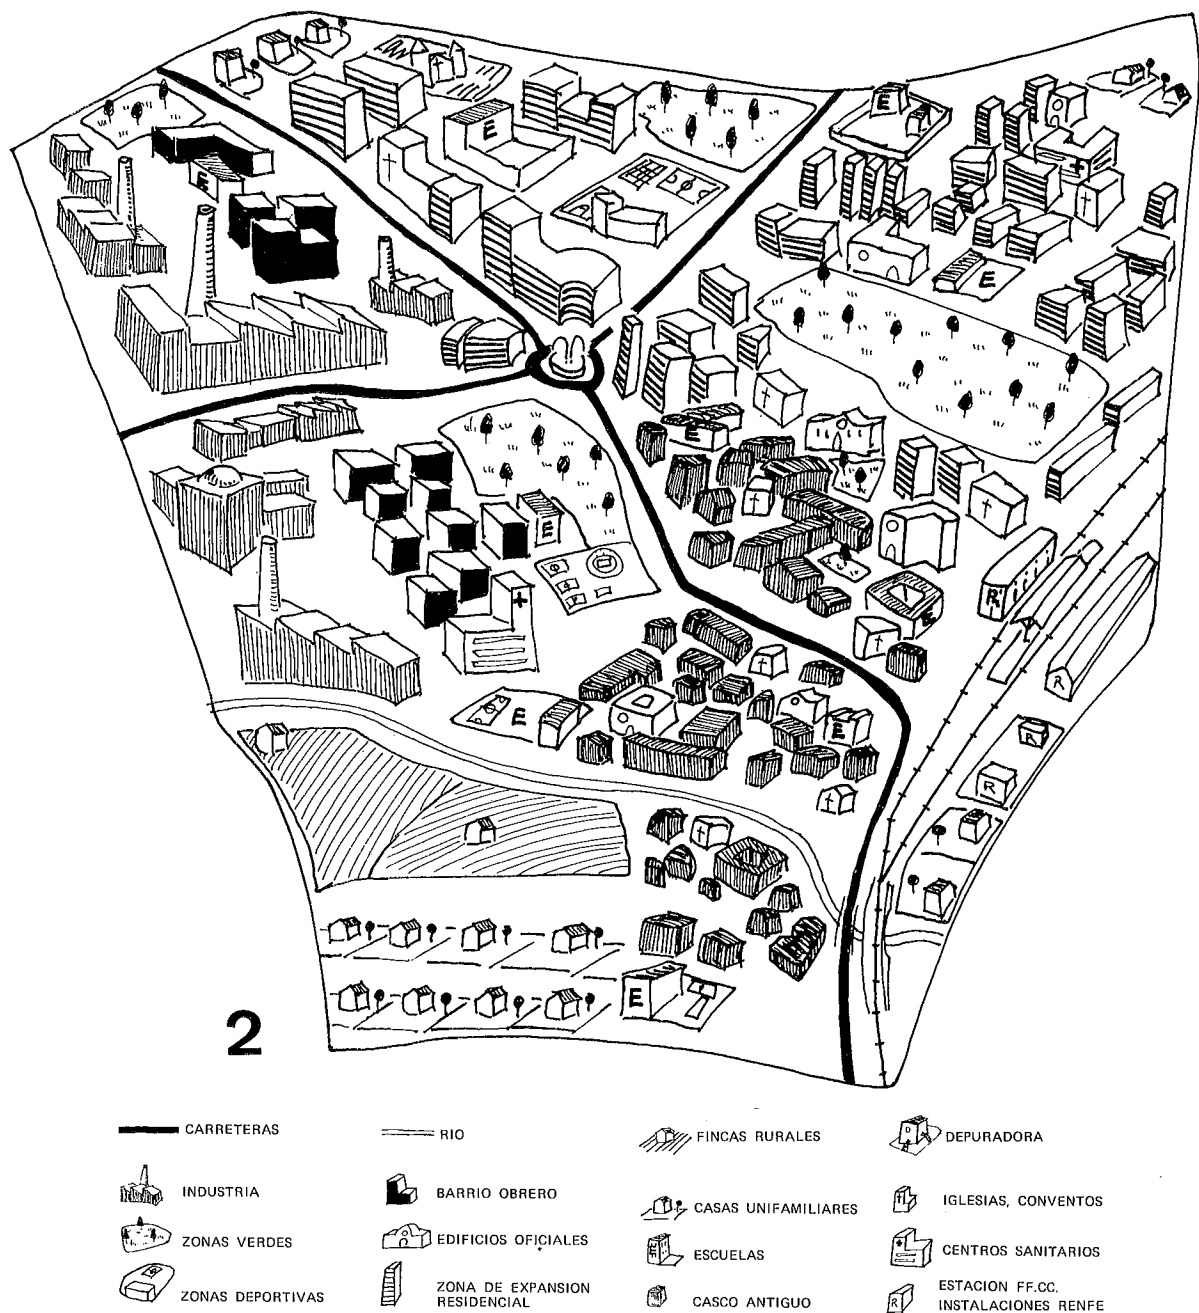 E
E
E
E
E
E
E
E
E
R
R
E
E
R
R
E
2
CARRETERAS
RIO
FINCAS RURALES
D
DEPURADORA
INDUSTRIA
BARRIO OBRERO
CASAS UNIFAMILIARES
IGLESIAS, CONVENTOS
ZONAS VERDES
EDIFICIOS OFICIALES
E
ESCUELAS
CENTROS SANITARIOS
ZONAS DEPORTIVAS
ZONA DE EXPANSION
RESIDENCIAL
CASCO ANTIGUO
R
ESTACION FF.CC.
INSTALACIONES RENFE